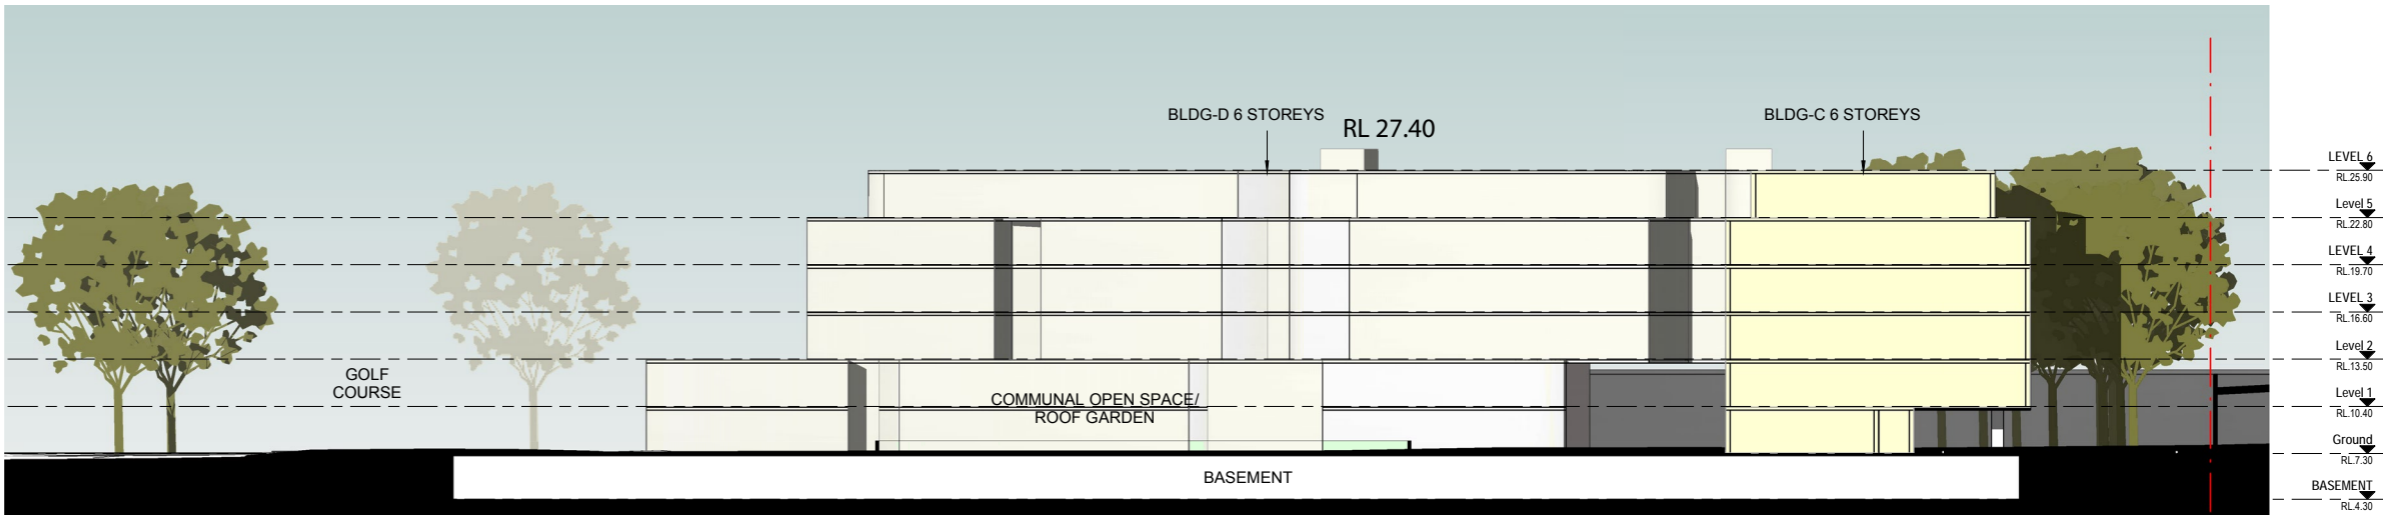 BLDG-D 6 STOREYS
RL 27.40
BLDG-C 6 STOREYS
LEVEL 6
RL.25.90
Level 5
RL.22.80
LEVEL 4
RL.19.70
LEVEL 3
RL.16.60
Level 2
RL.13.50
GOLF
COURSE
COMMUNAL OPEN SPACE/
ROOF GARDEN
Level 1
RL.10.40
Ground
RL.7.30
BASEMENT
BASEMENT
RL.4.30